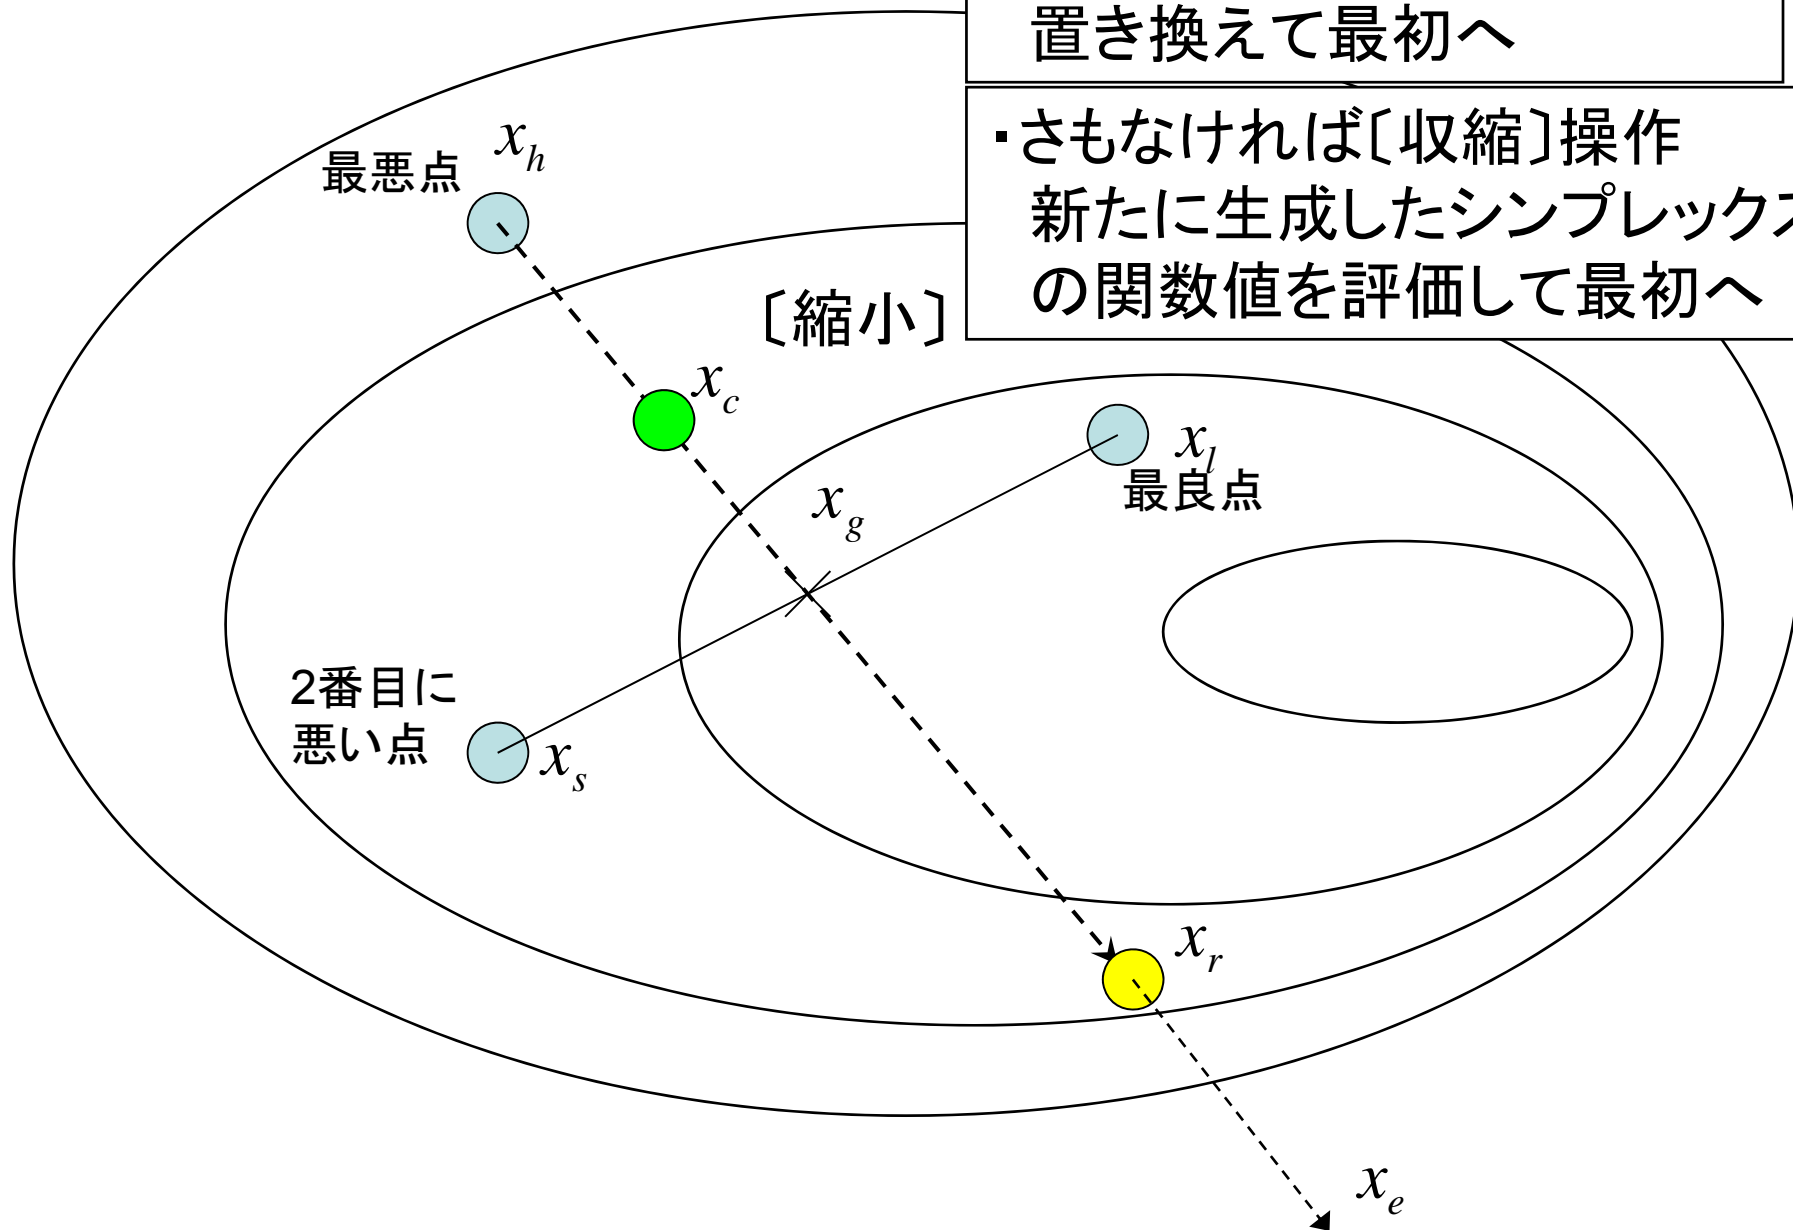 置き換えて最初へ
・さもなければ〔収縮〕操作
新たに生成したシンプレックス
の関数値を評価して最初へ
x_h
最悪点
〔縮小〕
x_c
x_l
最良点
x_g
2番目に
悪い点
x_s
x_r
x_e